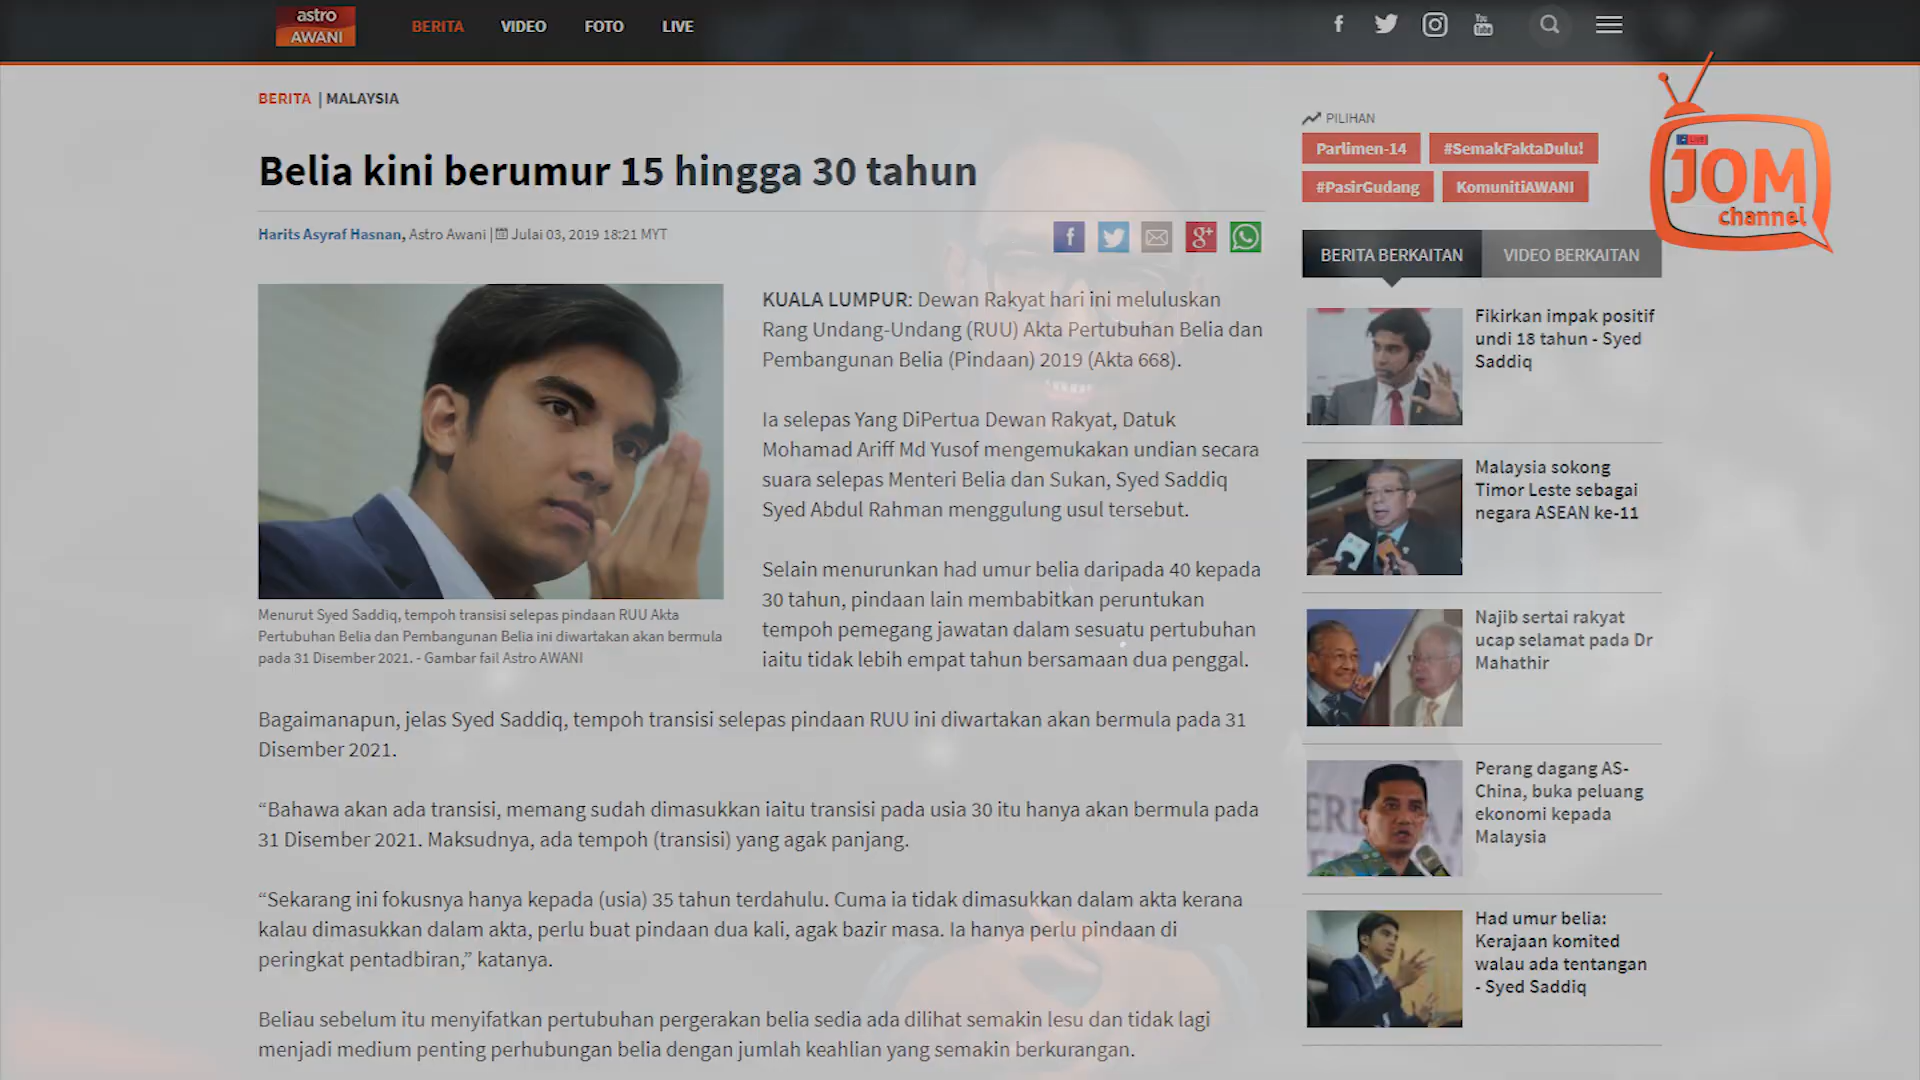 astro
AWANI
BERITA
VIDEO
FOTO
LIVE
You
Tube
BERITA | MALAYSIA
Belia kini berumur 15 hingga 30 tahun
Harits Asyraf Hasnan, Astro Awani | Julai 03, 2019 18:21 MYT
Menurut Syed Saddiq, tempoh transisi selepas pindaan RUU Akta
Pertubuhan Belia dan Pembangunan Belia ini diwartakan akan bermula
pada 31 Disember 2021. - Gambar fail Astro AWANI
KUALA LUMPUR: Dewan Rakyat hari ini meluluskan
Rang Undang-Undang (RUU) Akta Pertubuhan Belia dan
Pembangunan Belia (Pindaan) 2019 (Akta 668).
Ia selepas Yang DiPertua Dewan Rakyat, Datuk
Mohamad Ariff Md Yusof mengemukakan undian secara
suara selepas Menteri Belia dan Sukan, Syed Saddiq
Syed Abdul Rahman menggulung usul tersebut.
Selain menurunkan had umur belia daripada 40 kepada
30 tahun, pindaan lain membabitkan peruntukan
tempoh pemegang jawatan dalam sesuatu pertubuhan
iaitu tidak lebih empat tahun bersamaan dua penggal.
Bagaimanapun, jelas Syed Saddiq, tempoh transisi selepas pindaan RUU ini diwartakan akan bermula pada 31
Disember 2021.
“Bahawa akan ada transisi, memang sudah dimasukkan iaitu transisi pada usia 30 itu hanya akan bermula pada
31 Disember 2021. Maksudnya, ada tempoh (transisi) yang agak panjang.
“Sekarang ini fokusnya hanya kepada (usia) 35 tahun terdahulu. Cuma ia tidak dimasukkan dalam akta kerana
kalau dimasukkan dalam akta, perlu buat pindaan dua kali, agak bazir masa. Ia hanya perlu pindaan di
peringkat pentadbiran,” katanya.
Beliau sebelum itu menyifatkan pertubuhan pergerakan belia sedia ada dilihat semakin lesu dan tidak lagi
menjadi medium penting perhubungan belia dengan jumlah keahlian yang semakin berkurangan.
PILIHAN
Parlimen-14
#SemakFaktaDulu!
#PasirGudang
KomunitiAWANI
BERITA BERKAITAN
VIDEO BERKAITAN
Fikirkan impak positif
undi 18 tahun - Syed
Saddiq
Malaysia sokong
Timor Leste sebagai
negara ASEAN ke-11
Najib sertai rakyat
ucap selamat pada Dr
Mahathir
Perang dagang AS-
China, buka peluang
ekonomi kepada
Malaysia
Had umur belia:
Kerajaan komited
walau ada tentangan
- Syed Saddiq
JOM
channel